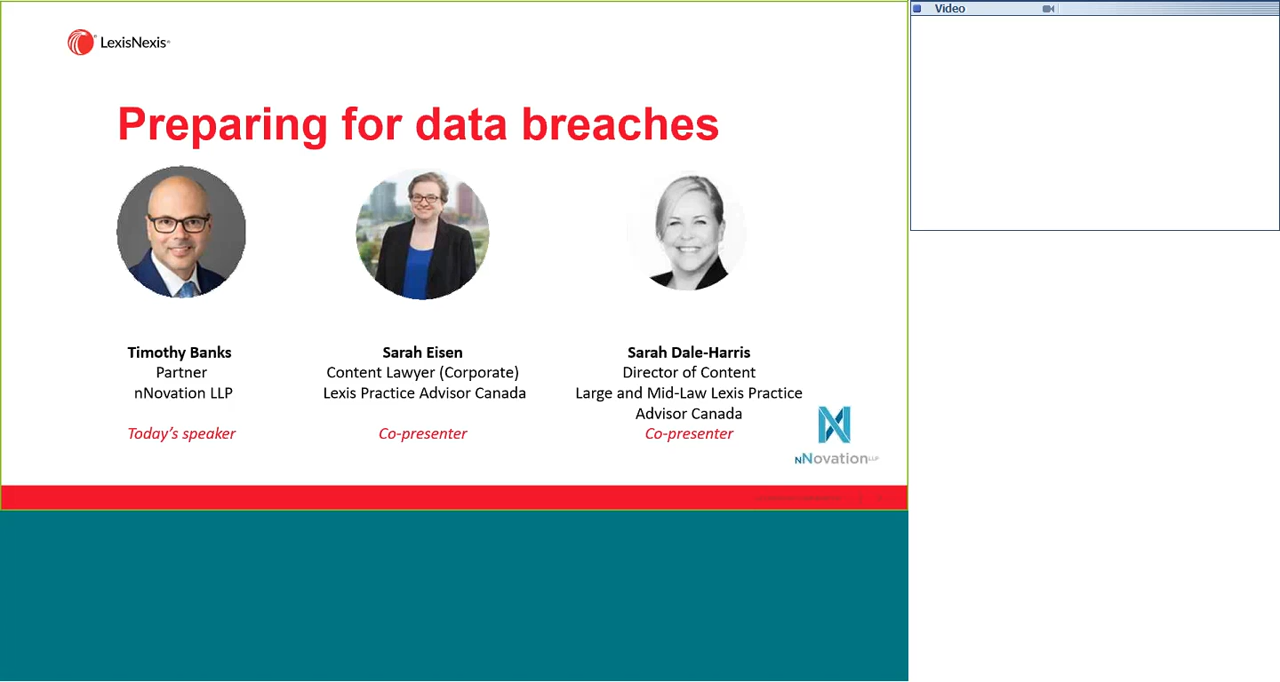 Video
LexisNexis®
Preparing for data breaches
Timothy Banks
Partner
nNovation LLP
Today's speaker
Sarah Eisen
Content Lawyer (Corporate)
Lexis Practice Advisor Canada
Co-presenter
Sarah Dale-Harris
Director of Content
Large and Mid-Law Lexis Practice
Advisor Canada
Co-presenter
nNovation LLP